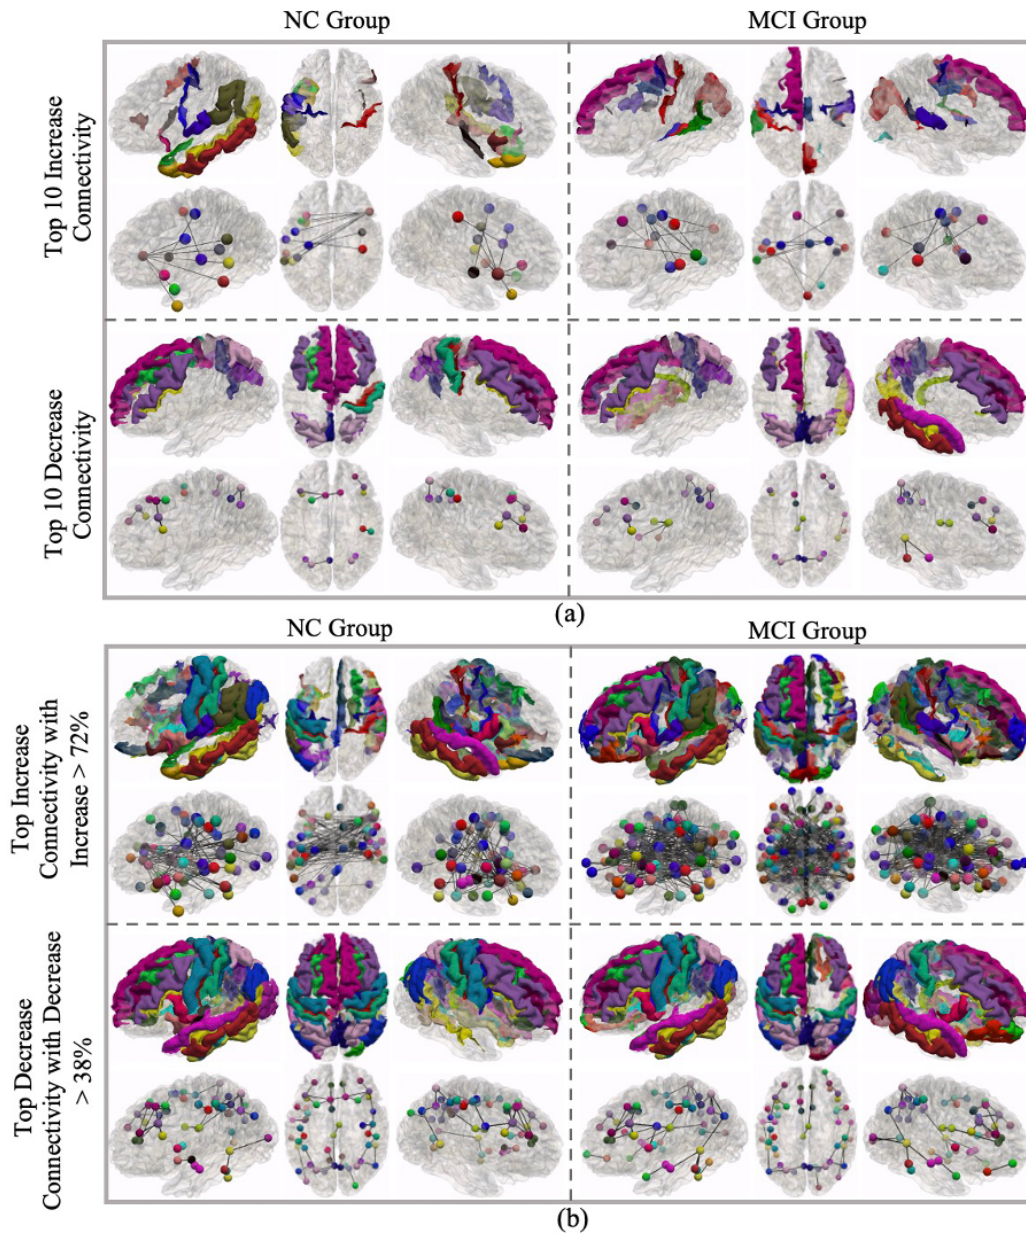 NC Group
MCI Group
Top 10 Increase
Connectivity
Top 10 Decrease
Connectivity
(a)
NC Group
MCI Group
Top Increase
Connectivity with
Increase > 72%
Top Decrease
Connectivity with Decrease
> 38%
(b)